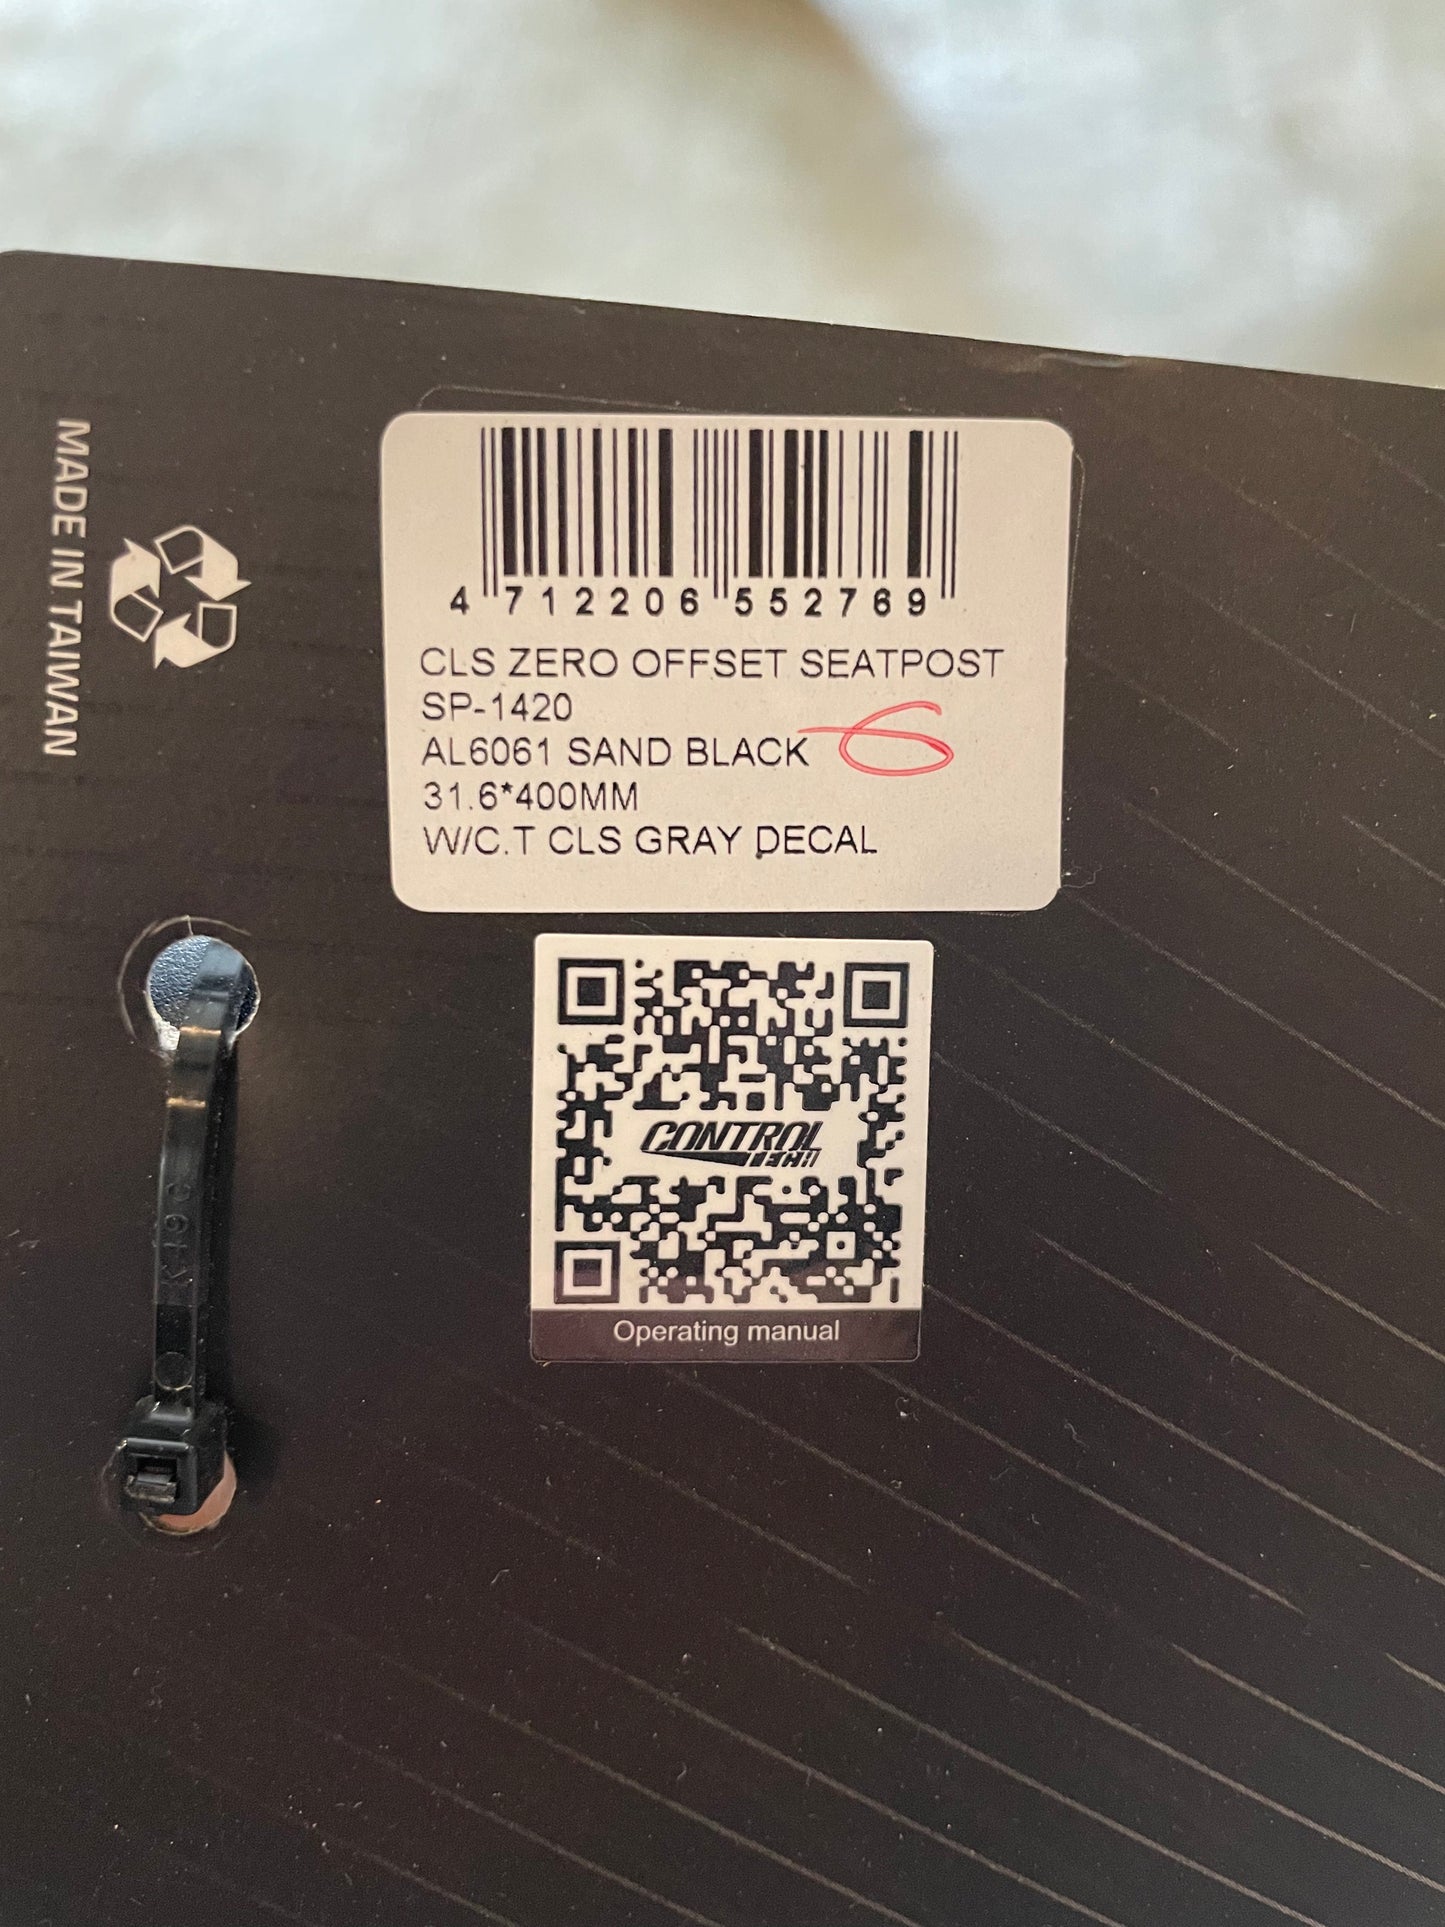 MADE IN TAIWAN
4 712206 552769
CLS ZERO OFFSET SEATPOST
SP-1420
AL6061 SAND BLACK
31.6*400MM
W/C.T CLS GRAY DECAL
CONTROL
TECH
Operating manual